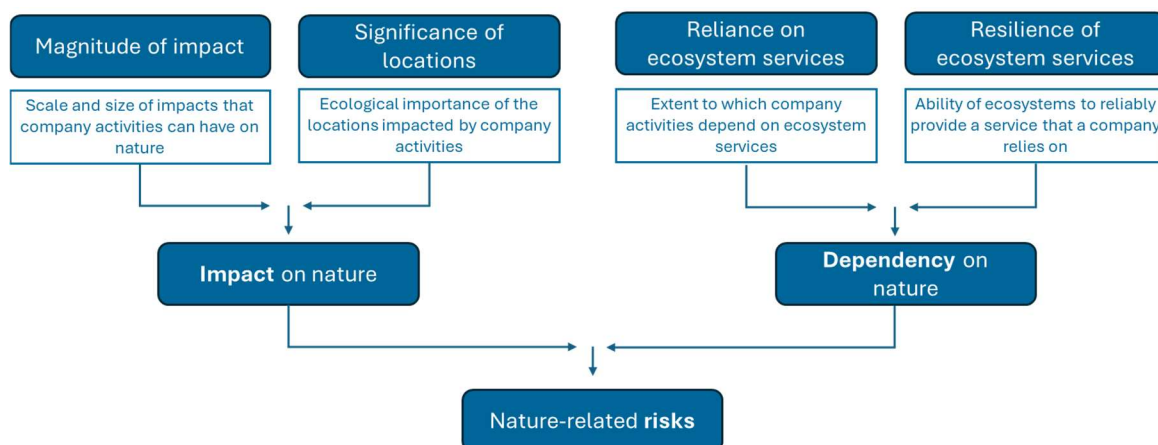 Magnitude of impact
Significance of
locations
Reliance on
ecosystem services
Resilience of
ecosystem services
Scale and size of impacts that
company activities can have on
nature
Ecological importance of the
locations impacted by company
activities
Extent to which company
activities depend on ecosystem
services
Ability of ecosystems to reliably
provide a service that a company
relies on
Impact on nature
Dependency on
nature
Nature-related risks